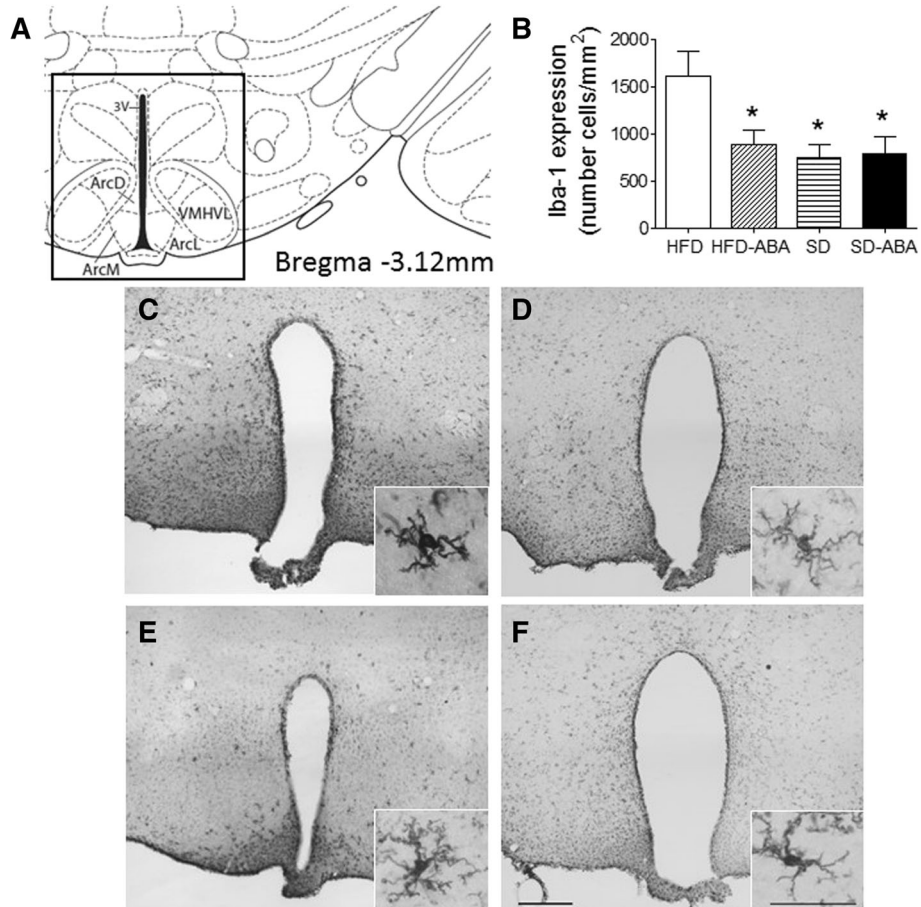 A
3V
ArcD
VMHVL
ArcL
ArcM
Bregma -3.12mm
B
Iba-1 expression
(number cells/mm²)
2000
1500
1000
500
0
*
*
*
HFD
HFD-ABA
SD
SD-ABA
C
D
E
F